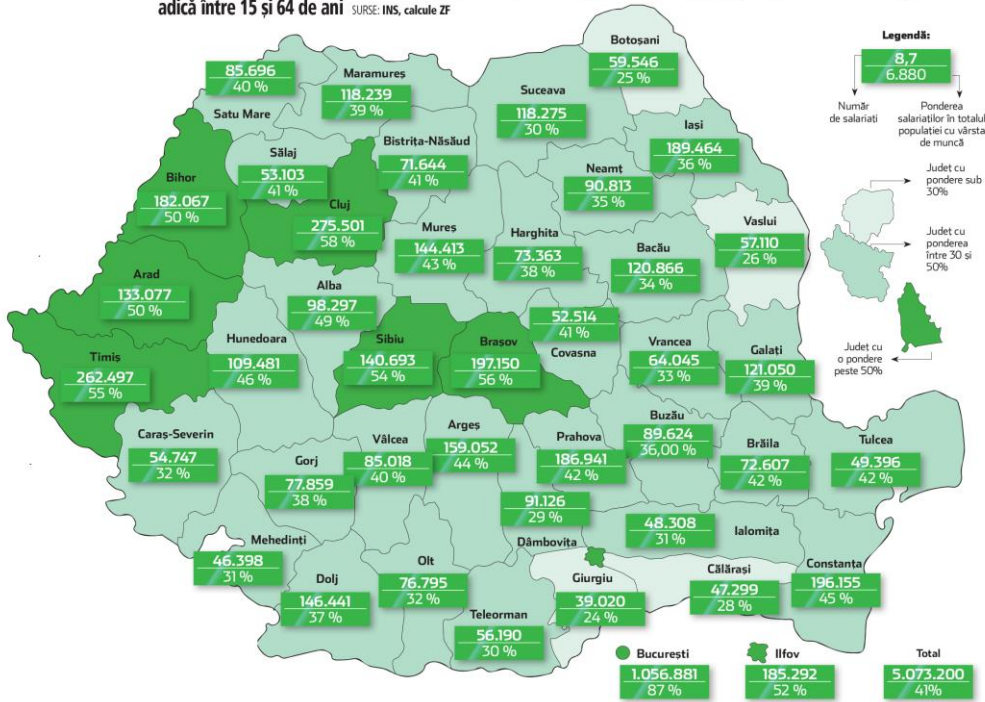 adică între 15 și 64 de ani SURSE: INS, calcule ZF
Legendă:
8,7
6.880
Număr
de salariați
Ponderea
salariaților în totalul
populației cu vârsta
de muncă
Județ cu
pondere sub
30%
Județ cu
ponderea
între 30 și
50%
Județ cu
o pondere
peste 50%
Botoșani
59.546
25 %
85.696
40 %
Satu Mare
Maramureș
118.239
39 %
Suceava
118.275
30 %
Iași
189.464
36 %
Bistrița-Năsăud
71.644
41 %
Sălaj
53.103
41 %
Bihor
182.067
50 %
Cluj
275.501
58 %
Neamț
90.813
35 %
Vaslui
57.110
26 %
Mureș
144.413
43 %
Harghita
73.363
38 %
Bacău
120.866
34 %
Arad
133.077
50 %
Alba
98.297
49 %
Hunedoara
109.481
46 %
Sibiu
140.693
54 %
Brașov
197.150
56 %
52.514
41 %
Covasna
Vrancea
64.045
33 %
Galați
121.050
39 %
Timiș
262.497
55 %
Caraș-Severin
54.747
32 %
Gorj
77.859
38 %
Vâlcea
85.018
40 %
Argeș
159.052
44 %
Prahova
186.941
42 %
Buzău
89.624
36,00 %
Brăila
72.607
42 %
Tulcea
49.396
42 %
91.126
29 %
Dâmbovița
48.308
31 %
Ialomița
Mehedinți
46.398
31 %
Dolj
146.441
37 %
Olt
76.795
32 %
Teleorman
56.190
30 %
Giurgiu
39.020
24 %
Călărași
47.299
28 %
Constanța
196.155
45 %
București
1.056.881
87 %
Ilfov
185.292
52 %
Total
5.073.200
41%